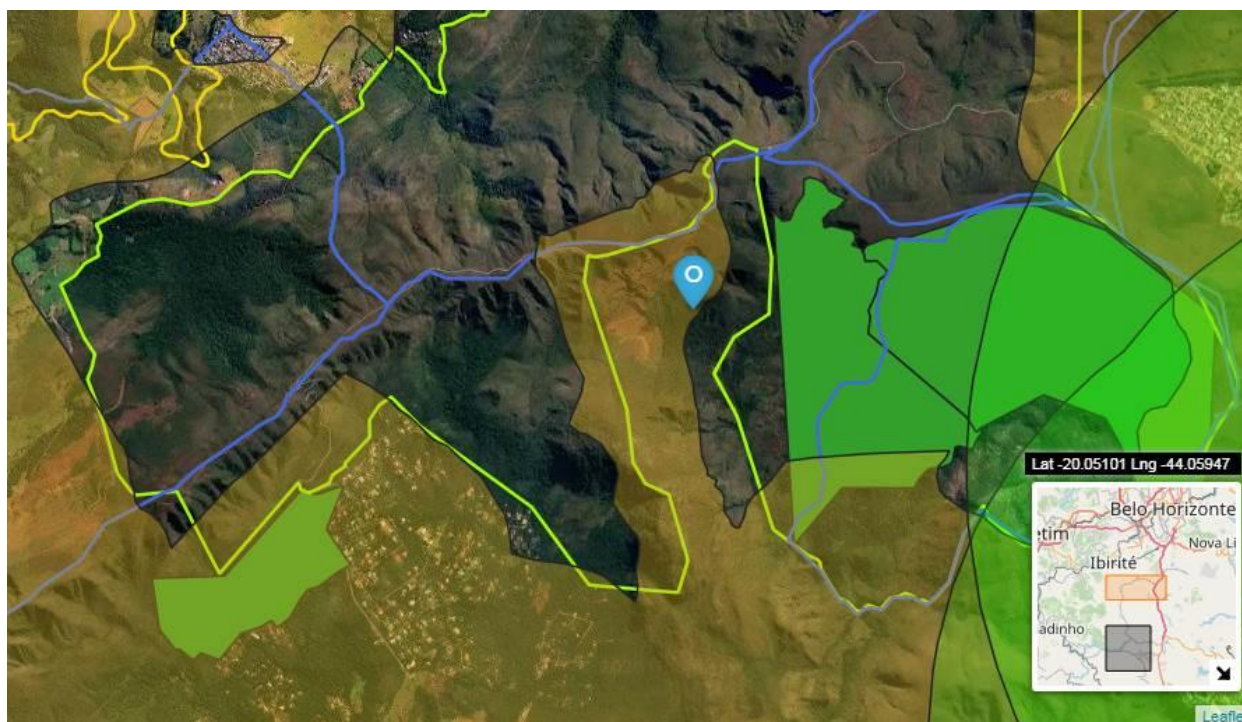 Lat -20.05101 Lng -44.05947
Belo Horizonte
etim
Nova Li
Ibirité
adinho
Leafle